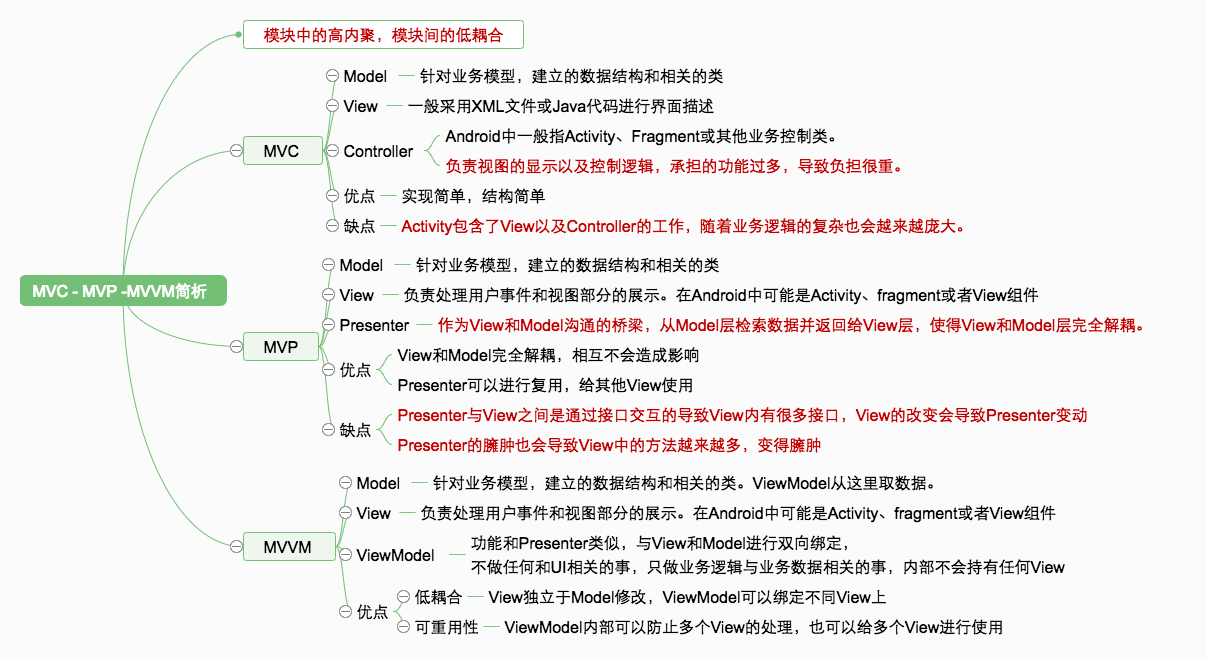 模块中的高内聚，模块间的低耦合
Model
针对业务模型，建立的数据结构和相关的类
View
一般采用XML文件或Java代码进行界面描述
MVC
Controller
Android中一般指Activity、Fragment或其他业务控制类。
负责视图的显示以及控制逻辑，承担的功能过多，导致负担很重。
优点
实现简单，结构简单
缺点
Activity包含了View以及Controller的工作，随着业务逻辑的复杂也会越来越庞大。
MVC - MVP -MVVM简析
Model
针对业务模型，建立的数据结构和相关的类
View
负责处理用户事件和视图部分的展示。在Android中可能是Activity、fragment或者View组件
MVP
Presenter
作为View和Model沟通的桥梁，从Model层检索数据并返回给View层，使得View和Model层完全解耦。
优点
View和Model完全解耦，相互不会造成影响
Presenter可以进行复用，给其他View使用
缺点
Presenter与View之间是通过接口交互的导致View内有很多接口，View的改变会导致Presenter变动
Presenter的臃肿也会导致View中的方法越来越多，变得臃肿
Model
针对业务模型，建立的数据结构和相关的类。ViewModel从这里取数据。
View
负责处理用户事件和视图部分的展示。在Android中可能是Activity、fragment或者View组件
MVVM
ViewModel
功能和Presenter类似，与View和Model进行双向绑定，
不做任何和UI相关的事，只做业务逻辑与业务数据相关的事，内部不会持有任何View
优点
低耦合
View独立于Model修改，ViewModel可以绑定不同View上
可重用性
ViewModel内部可以防止多个View的处理，也可以给多个View进行使用